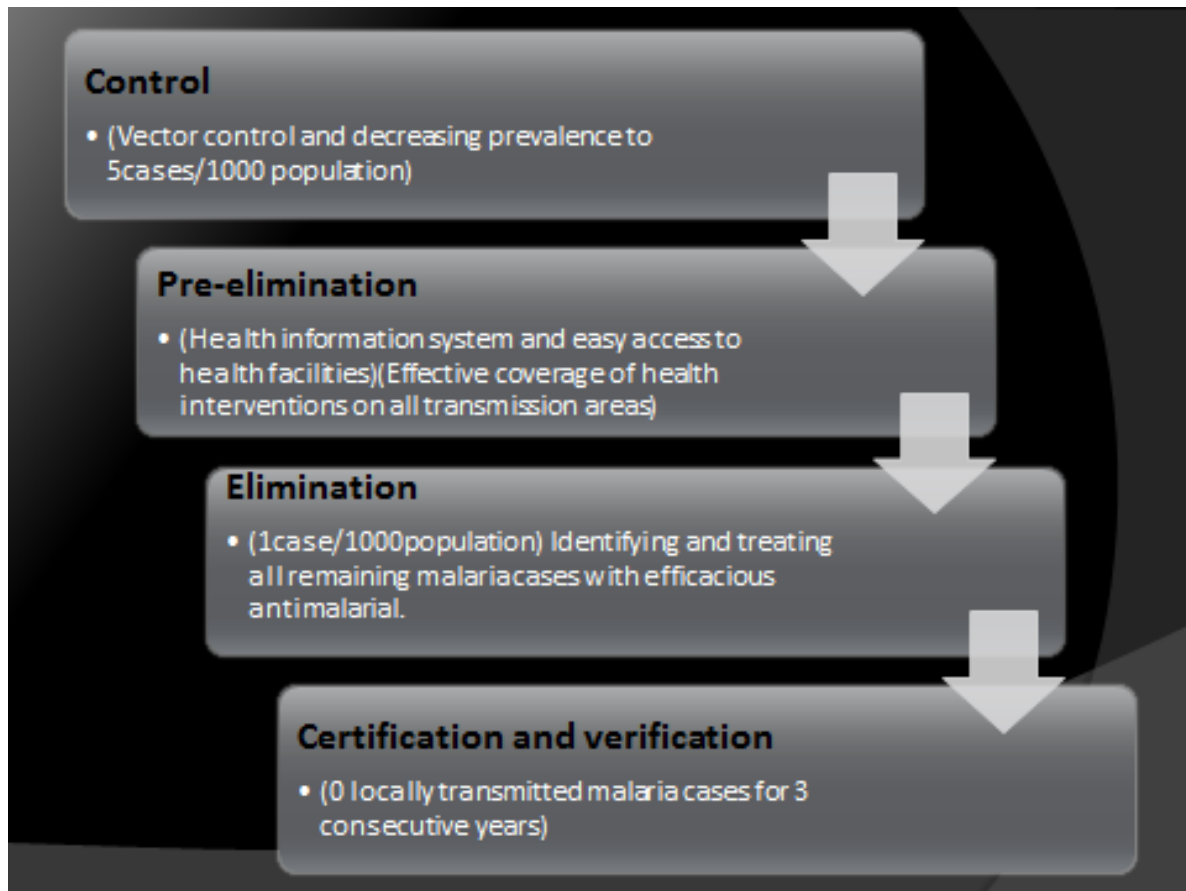 Control
• (Vector control and decreasing prevalence to
5cases/1000 population)
Pre-elimination
• (Health information system and easy access to
health facilities)(Effective coverage of health
interventions on all transmission areas)
Elimination
• (1case/1000population) Identifying and treating
all remaining malaria cases with efficacious
antimalarial.
Certification and verification
• (0 locally transmitted malaria cases for 3
consecutive years)